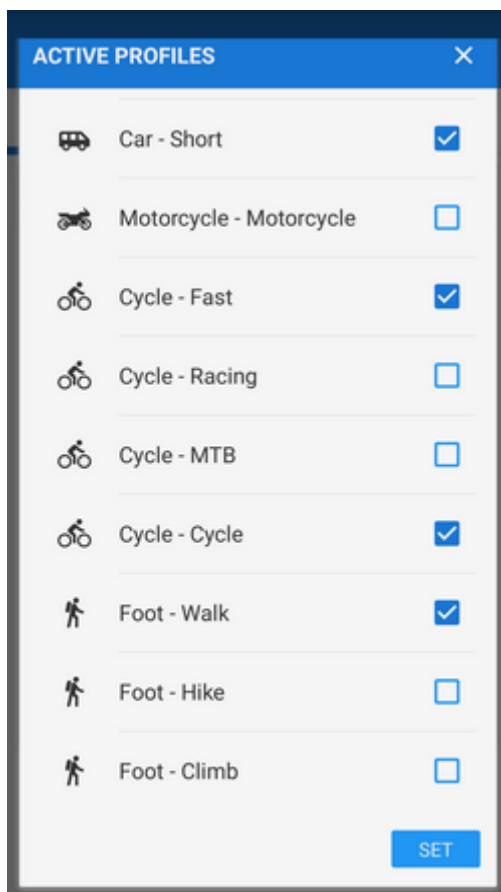 ACTIVE PROFILES
Car - Short
Motorcycle - Motorcycle
Cycle - Fast
Cycle - Racing
Cycle - MTB
Cycle - Cycle
Foot - Walk
Foot - Hike
Foot - Climb
SET